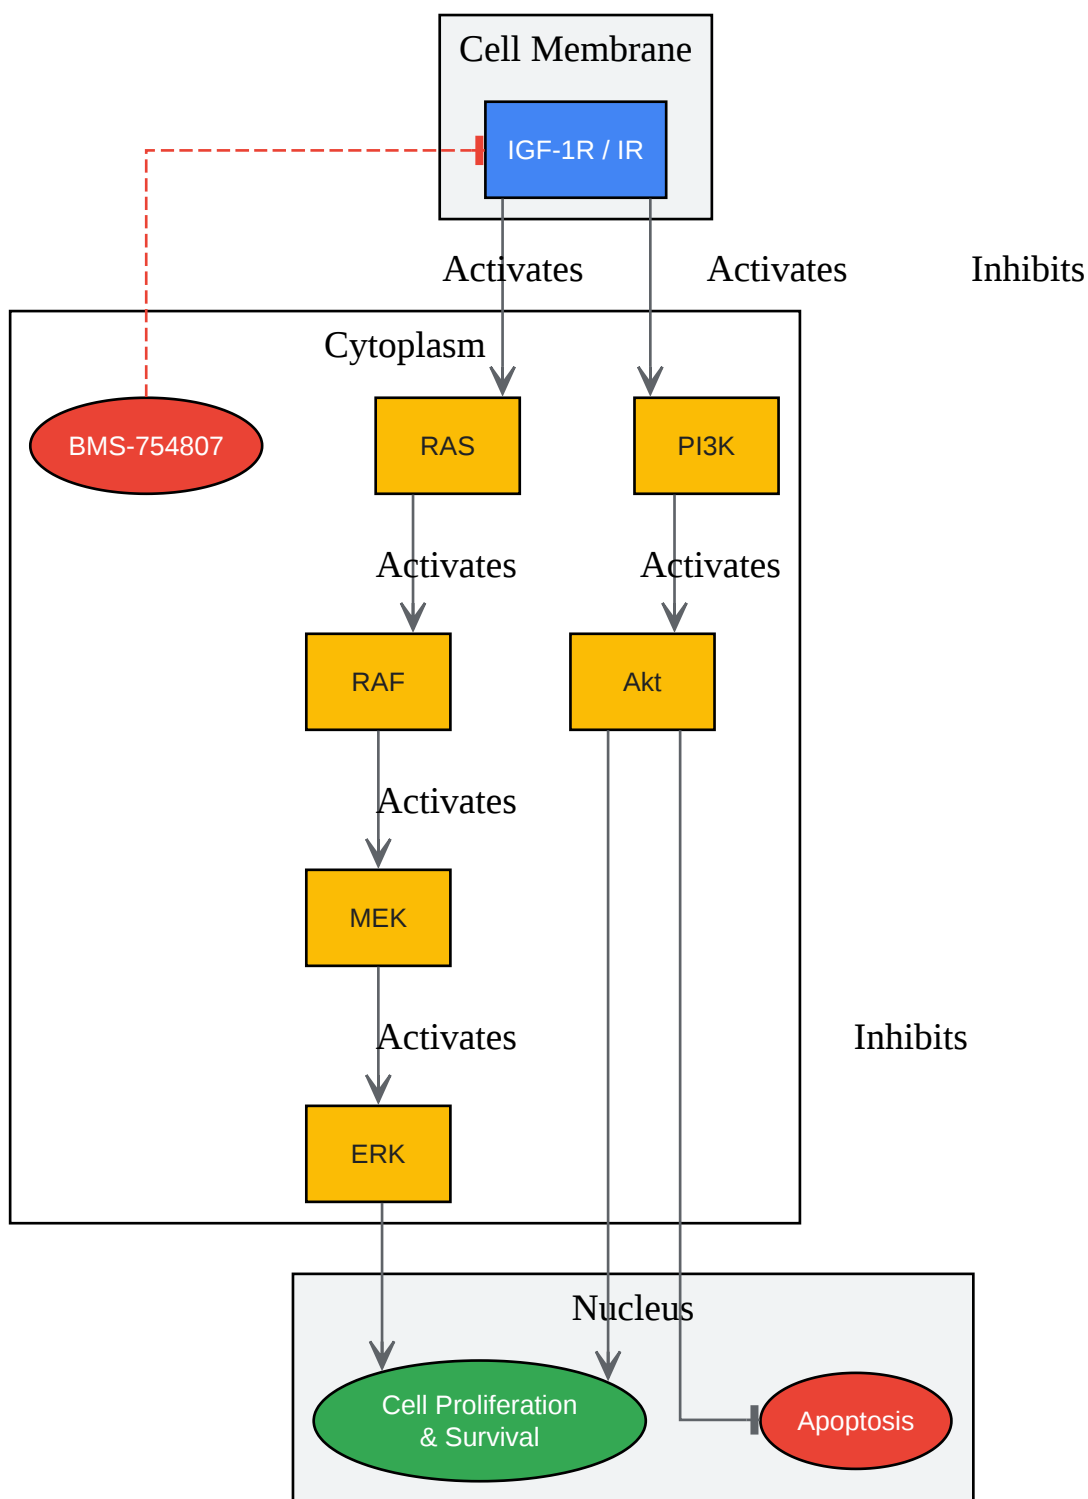 Cell Membrane
IGF-1R / IR
Activates
Activates
Inhibits
Cytoplasm
BMS-754807
RAS
PI3K
Activates
Activates
RAF
Akt
Activates
MEK
Activates
Inhibits
ERK
Nucleus
Cell Proliferation
& Survival
Apoptosis